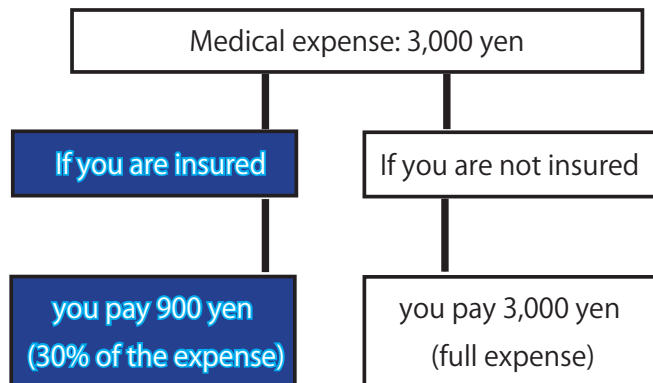 Medical expense: 3,000 yen
If you are insured
If you are not insured
you pay 900 yen
(30% of the expense)
you pay 3,000 yen
(full expense)